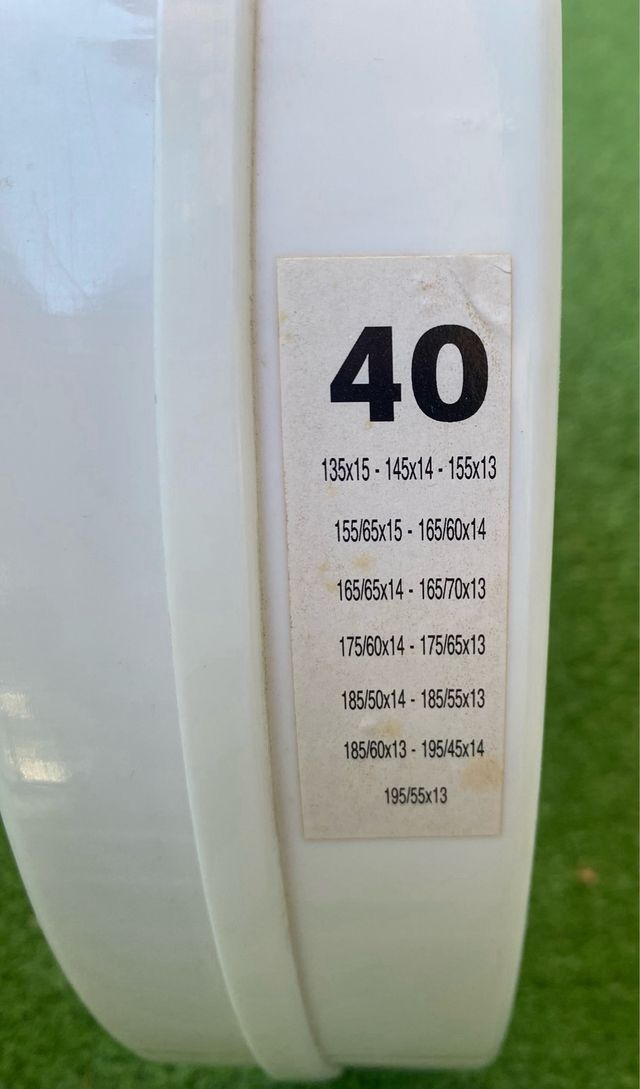 40
135x15 - 145x14 - 155x13
155/65x15 - 165/60x14
165/65x14 - 165/70x13
175/60x14 - 175/65x13
185/50x14 - 185/55x13
185/60x13 - 195/45x14
195/55x13